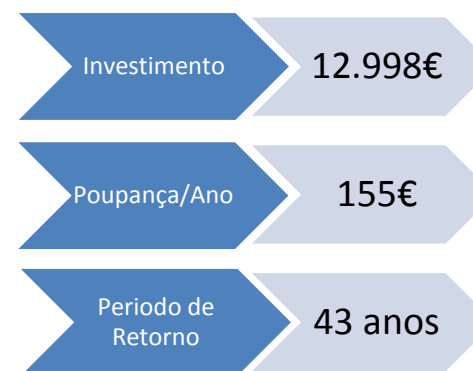 Investimento
12.998€
Poupança/Ano
155€
Periodo de
Retorno
43 anos